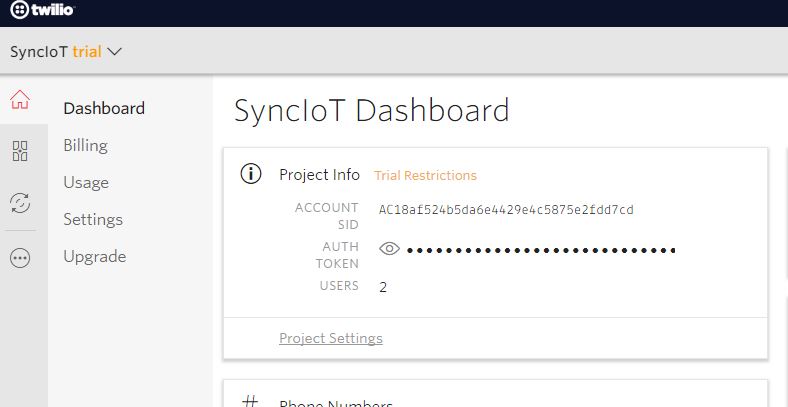 twilio
SyncIoT trial
Dashboard
Billing
Usage
Settings
Upgrade
SyncIoT Dashboard
Project Info Trial Restrictions
ACCOUNT SID AC18af524b5da6e4429e4c5875e2fdd7cd
AUTH TOKEN ••••••••••••••••••••••••••••
USERS 2
Project Settings
# Phone Numbers